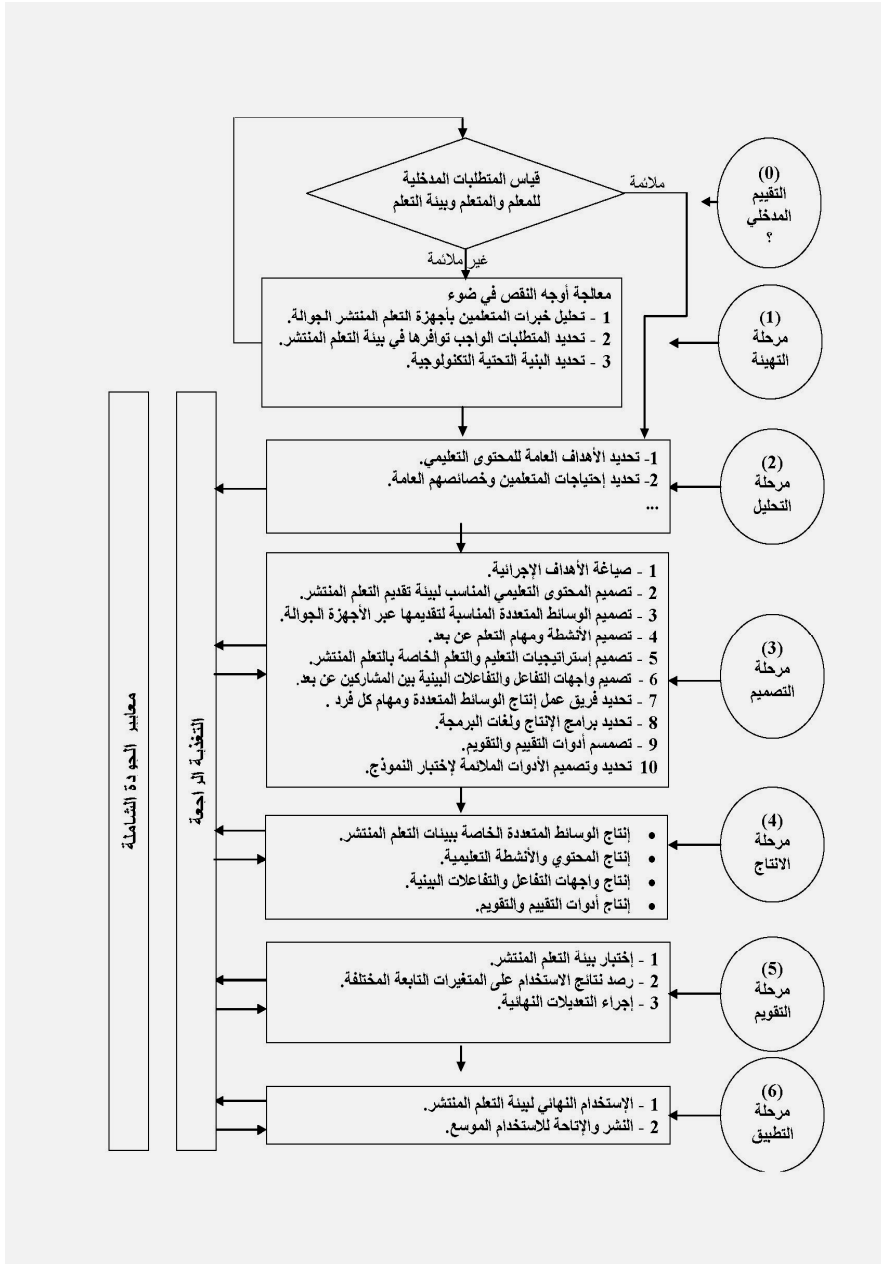 (0)
التقييم
المدخلي
؟
قياس المتطلبات المدخلية
للمعلم والمتعلم وبيئة التعلم
ملائمة
غير ملائمة
(1)
مرحلة
التهيئة
معالجة أوجه النقص في ضوء
1 - تحليل خبرات المتعلمين بأجهزة التعلم المنتشر الجوالة.
2 - تحديد المتطلبات الواجب توافرها في بيئة التعلم المنتشر.
3 - تحديد البنية التحتية التكنولوجية.
(2)
مرحلة
التحليل
1- تحديد الأهداف العامة للمحتوى التعليمي.
2- تحديد إحتياجات المتعلمين وخصائصهم العامة.
...
(3)
مرحلة
التصميم
1 - صياغة الأهداف الإجرائية.
2 - تصميم المحتوى التعليمي المناسب لبيئة تقديم التعلم المنتشر.
3 - تصميم الوسائط المتعددة المناسبة لتقديمها عبر الأجهزة الجوالة.
4 - تصميم الأنشطة ومهام التعلم عن بعد.
5 - تصميم إستراتيجيات التعليم والتعلم الخاصة بالتعلم المنتشر.
6 - تصميم واجهات التفاعل والتفاعلات البينية بين المشاركين عن بعد.
7 - تحديد فريق عمل إنتاج الوسائط المتعددة ومهام كل فرد .
8 - تحديد برامج الإنتاج ولغات البرمجة.
9 - تصمسم أدوات التقييم والتقويم.
10 تحديد وتصميم الأدوات الملائمة لإختبار النموذج.
(4)
مرحلة
الانتاج
• إنتاج الوسائط المتعددة الخاصة ببيئات التعلم المنتشر.
• إنتاج المحتوي والأنشطة التعليمية.
• إنتاج واجهات التفاعل والتفاعلات البينية.
• إنتاج أدوات التقييم والتقويم.
(5)
مرحلة
التقويم
1 - إختبار بيئة التعلم المنتشر.
2 - رصد نتائج الاستخدام على المتغيرات التابعة المختلفة.
3 - إجراء التعديلات النهائية.
(6)
مرحلة
التطبيق
1 - الإستخدام النهائي لبيئة التعلم المنتشر.
2 - النشر والإتاحة للاستخدام الموسع.
التغذية الراجعة
معايير الجودة الشاملة